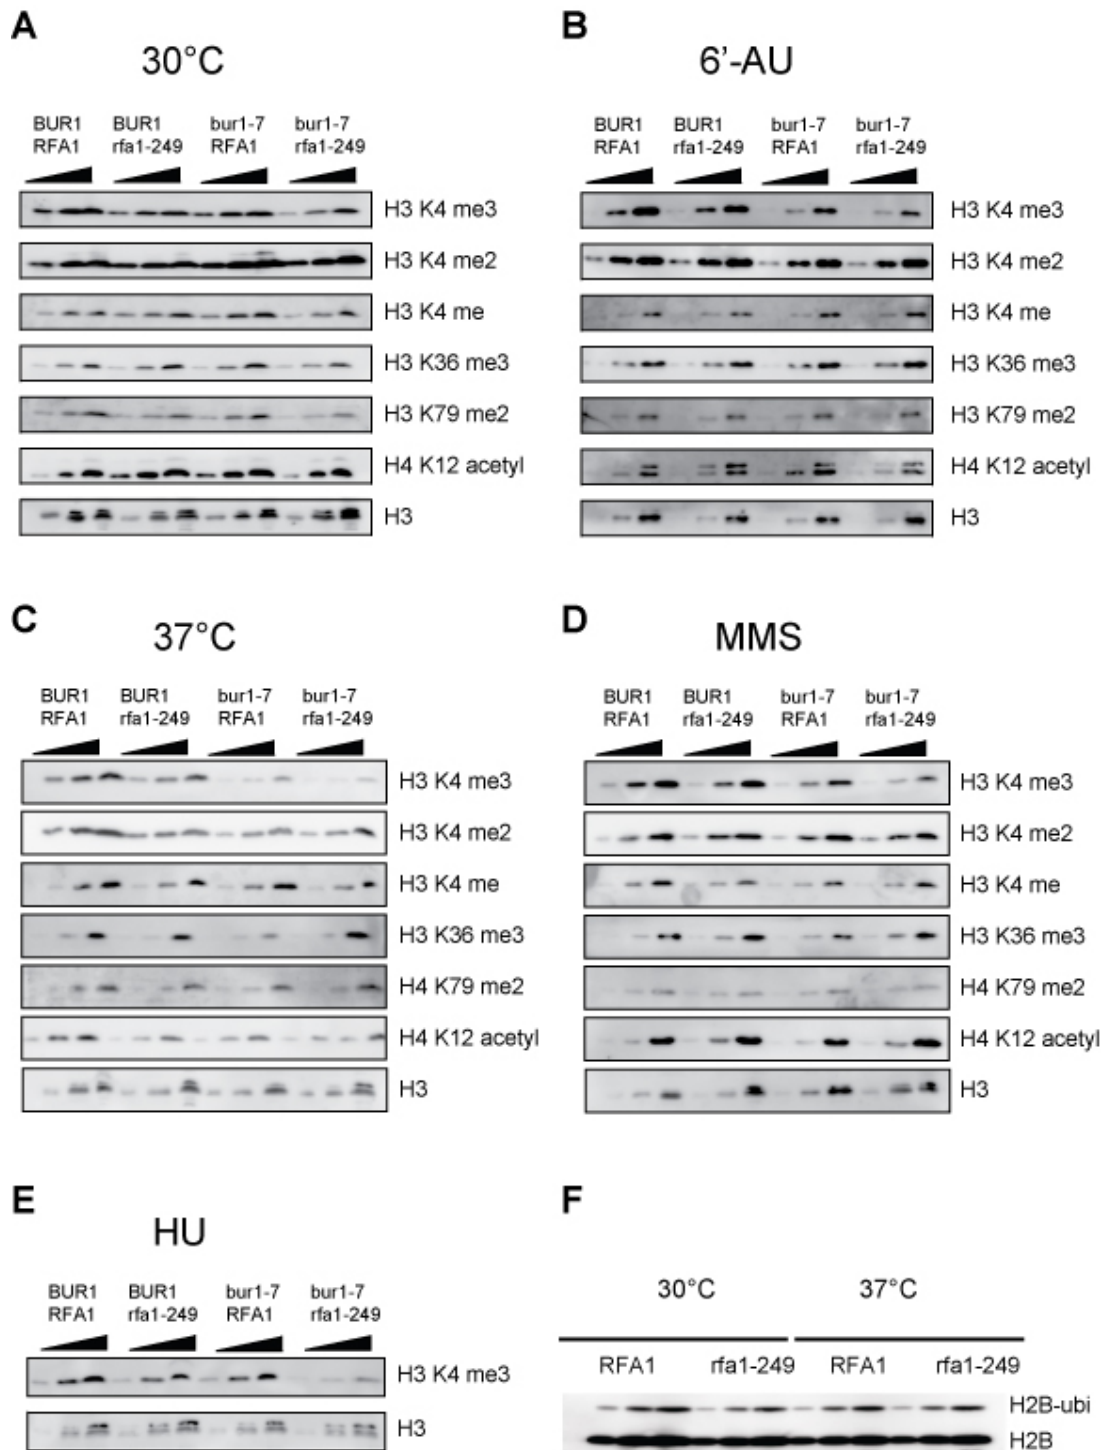 A
30°C
BUR1 BUR1 bur1-7 bur1-7
RFA1 rfa1-249 RFA1 rfa1-249
H3 K4 me3
H3 K4 me2
H3 K4 me
H3 K36 me3
H3 K79 me2
H4 K12 acetyl
H3
B
6'-AU
BUR1 BUR1 bur1-7 bur1-7
RFA1 rfa1-249 RFA1 rfa1-249
H3 K4 me3
H3 K4 me2
H3 K4 me
H3 K36 me3
H3 K79 me2
H4 K12 acetyl
H3
C
37°C
BUR1 BUR1 bur1-7 bur1-7
RFA1 rfa1-249 RFA1 rfa1-249
H3 K4 me3
H3 K4 me2
H3 K4 me
H3 K36 me3
H4 K79 me2
H4 K12 acetyl
H3
D
MMS
BUR1 BUR1 bur1-7 bur1-7
RFA1 rfa1-249 RFA1 rfa1-249
H3 K4 me3
H3 K4 me2
H3 K4 me
H3 K36 me3
H4 K79 me2
H4 K12 acetyl
H3
E
HU
BUR1 BUR1 bur1-7 bur1-7
RFA1 rfa1-249 RFA1 rfa1-249
H3 K4 me3
H3
F
30°C 37°C
RFA1 rfa1-249 RFA1 rfa1-249
H2B-ubi
H2B